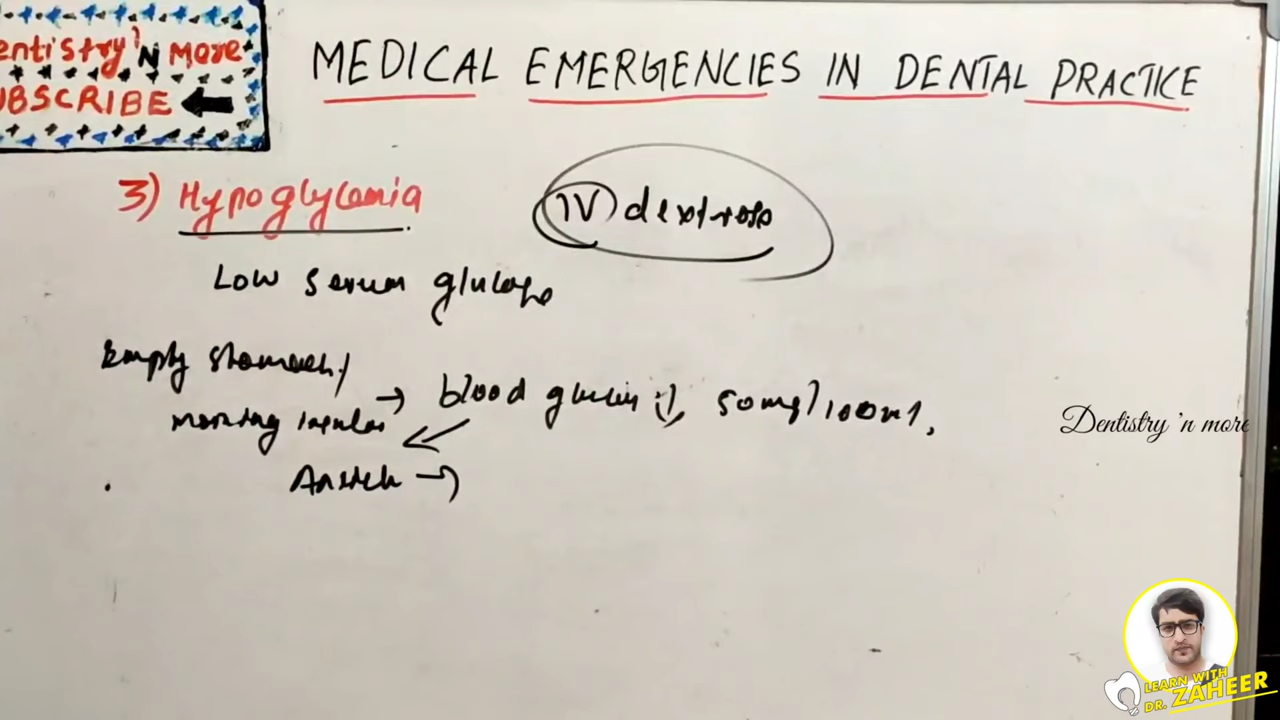 entistry'N More
UBSCRIBE
MEDICAL EMERGENCIES IN DENTAL PRACTICE
3) Hypoglycemia
IV) dextrose
Low serum glucose
Empty stomach /
morning insulin → blood glucose 50mg/100ml,
→
Dentistry 'n more
LEARN WITH
DR. ZAHEER